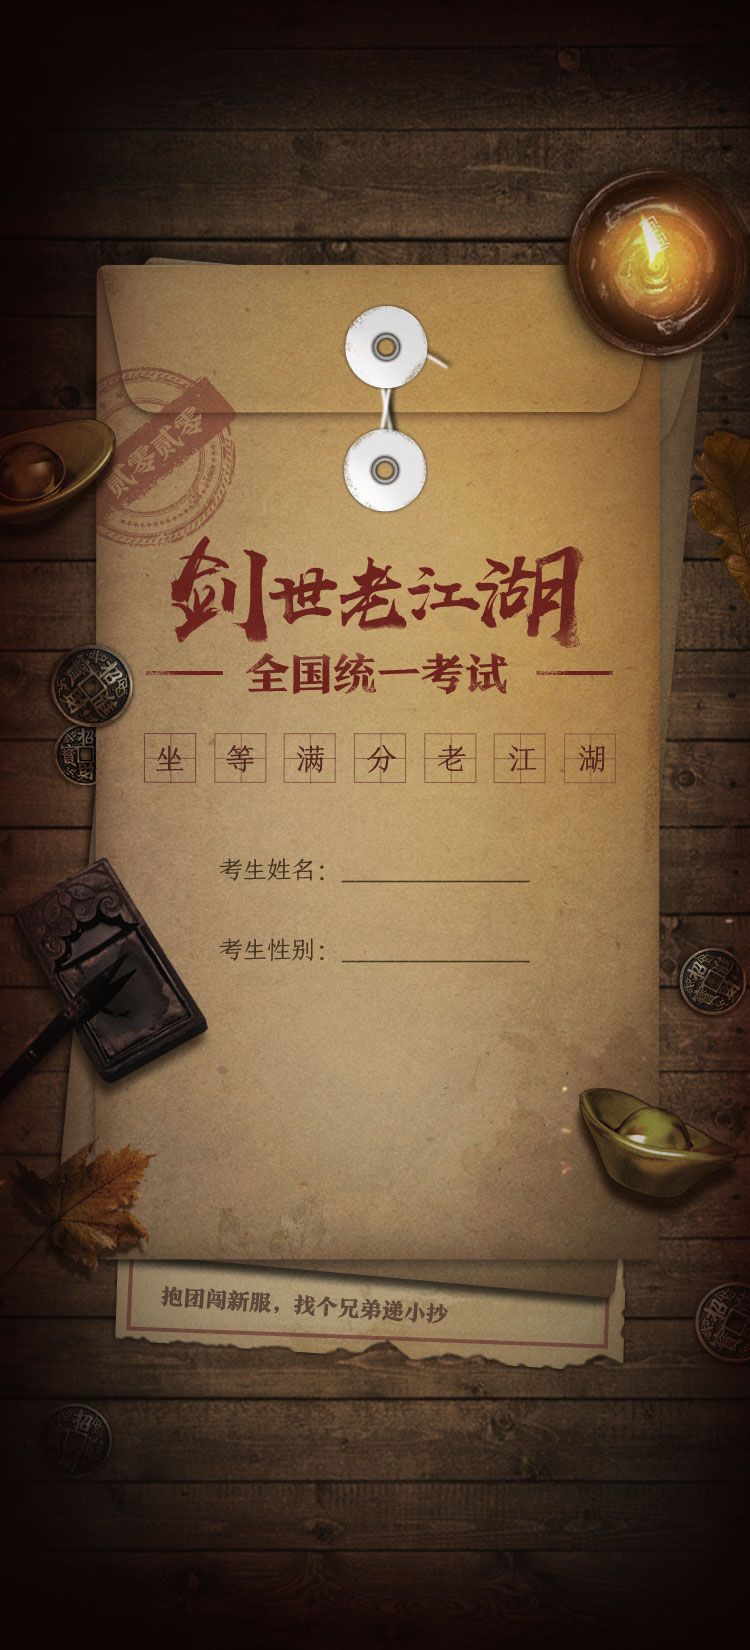 贰零贰零
剑世老江湖
全国统一考试
坐等满分老江湖
考生姓名：
考生性别：
抱团闯新服，找个兄弟递小抄